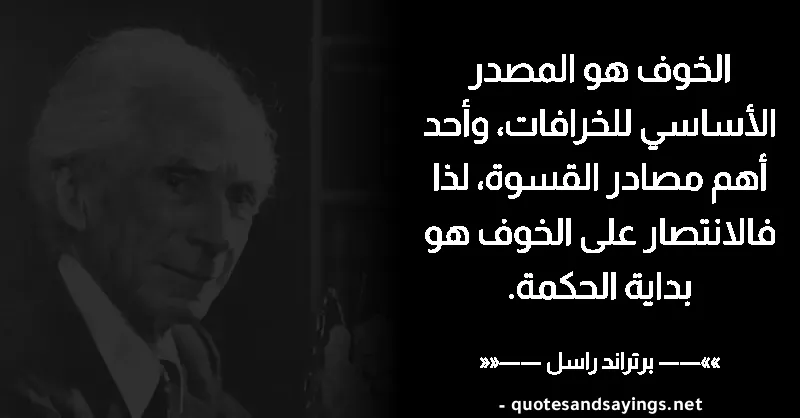 الخوف هو المصدر
الأساسي للخرافات، وأحد
أهم مصادر القسوة، لذا
فالانتصار على الخوف هو
بداية الحكمة.
»»—— برتراند راسل ——««
- quotesandsayings.net